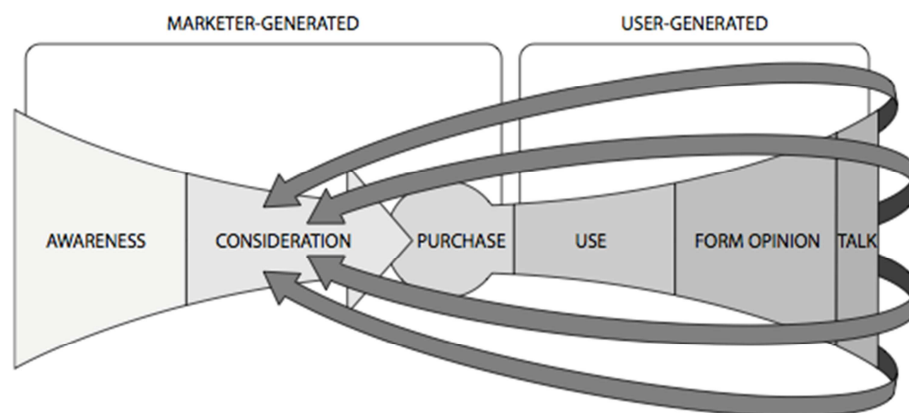 MARKETER-GENERATED USER-GENERATED
AWARENESS CONSIDERATION PURCHASE USE FORM OPINION TALK